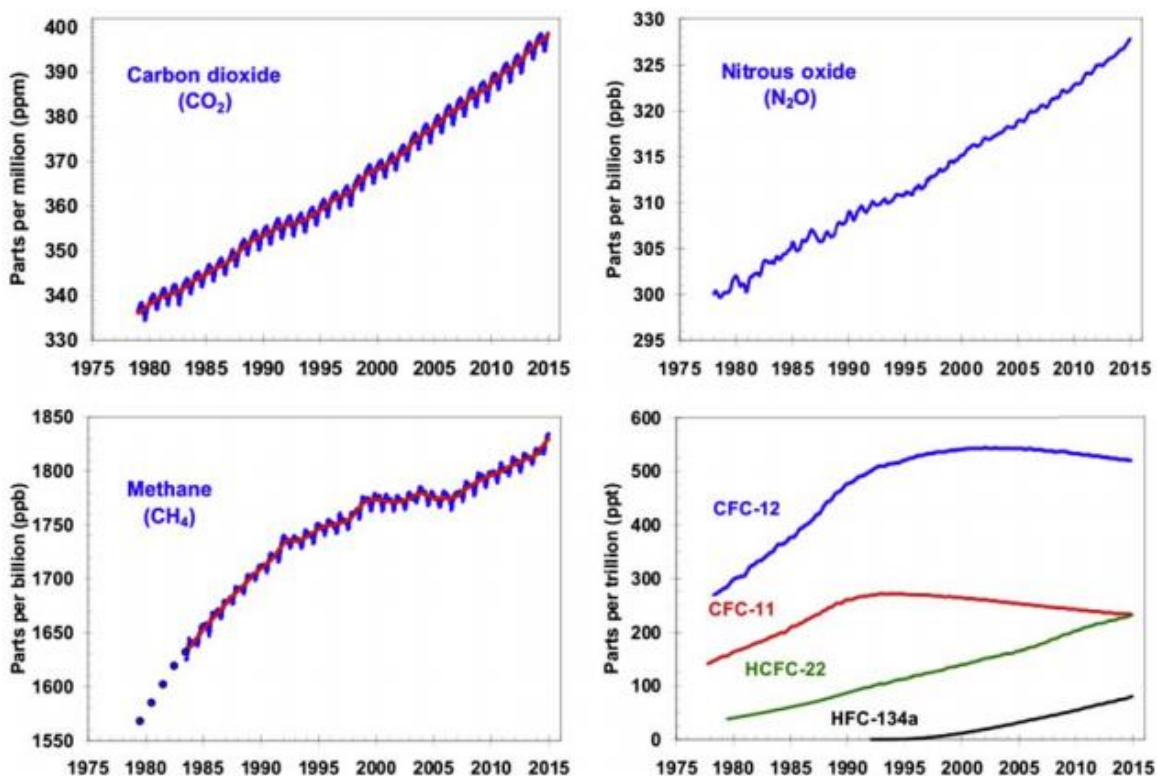 400
390
380
370
360
350
340
330
Parts per million (ppm)
Carbon dioxide
(CO₂)
1975 1980 1985 1990 1995 2000 2005 2010 2015
330
325
320
315
310
305
300
295
Parts per billion (ppb)
Nitrous oxide
(N₂O)
1975 1980 1985 1990 1995 2000 2005 2010 2015
1850
1800
1750
1700
1650
1600
1550
Parts per billion (ppb)
Methane
(CH₄)
1975 1980 1985 1990 1995 2000 2005 2010 2015
600
500
400
300
200
100
0
Parts per trillion (ppt)
CFC-12
CFC-11
HCFC-22
HFC-134a
1975 1980 1985 1990 1995 2000 2005 2010 2015